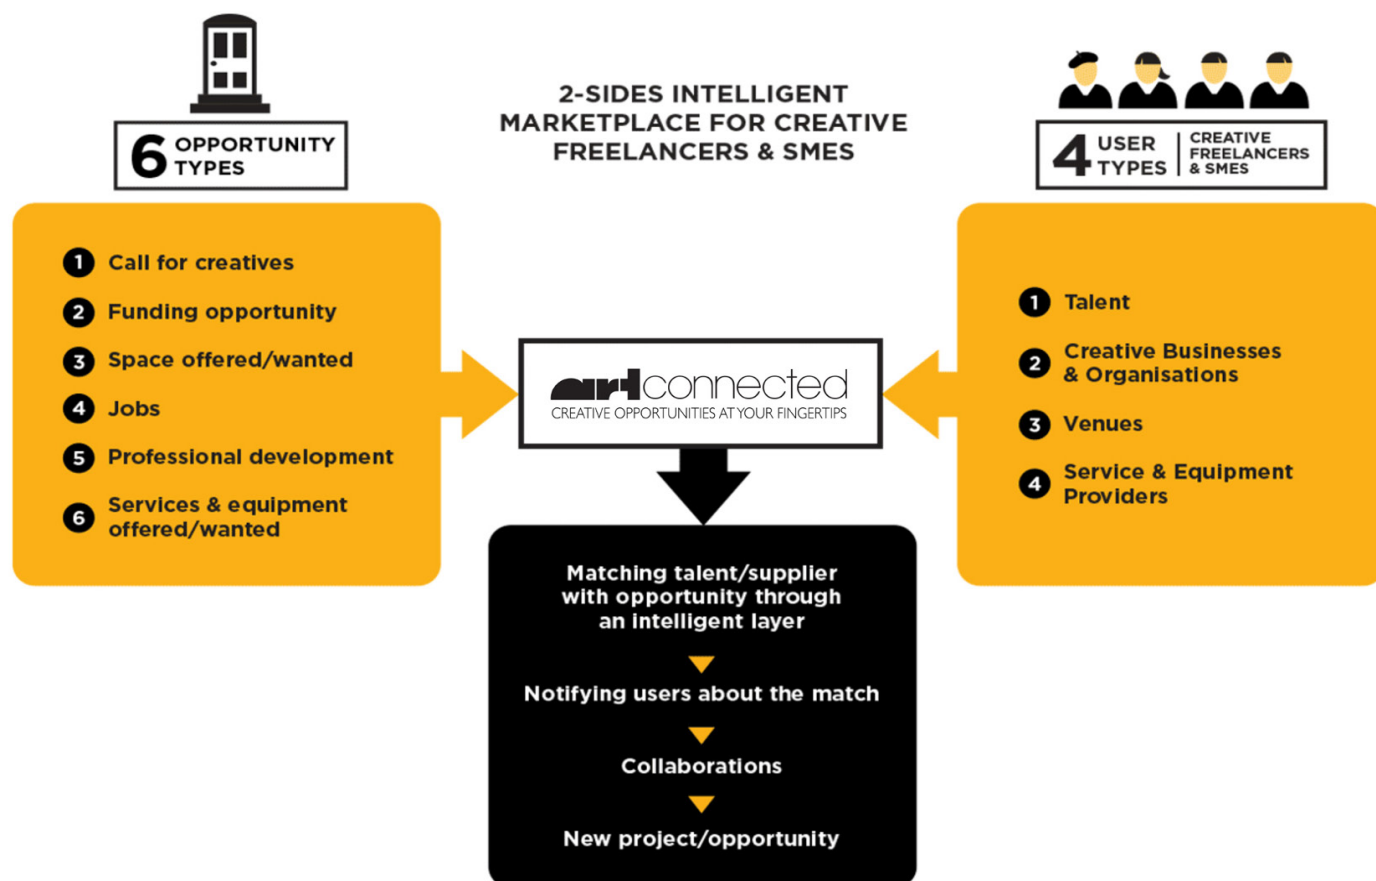 2-SIDES INTELLIGENT
MARKETPLACE FOR CREATIVE
FREELANCERS & SMES
6 OPPORTUNITY
TYPES
1 Call for creatives
2 Funding opportunity
3 Space offered/wanted
4 Jobs
5 Professional development
6 Services & equipment
offered/wanted
4 USER
TYPES
CREATIVE
FREELANCERS
& SMES
1 Talent
2 Creative Businesses
& Organisations
3 Venues
4 Service & Equipment
Providers
artconnected
CREATIVE OPPORTUNITIES AT YOUR FINGERTIPS
Matching talent/supplier
with opportunity through
an intelligent layer
Notifying users about the match
Collaborations
New project/opportunity